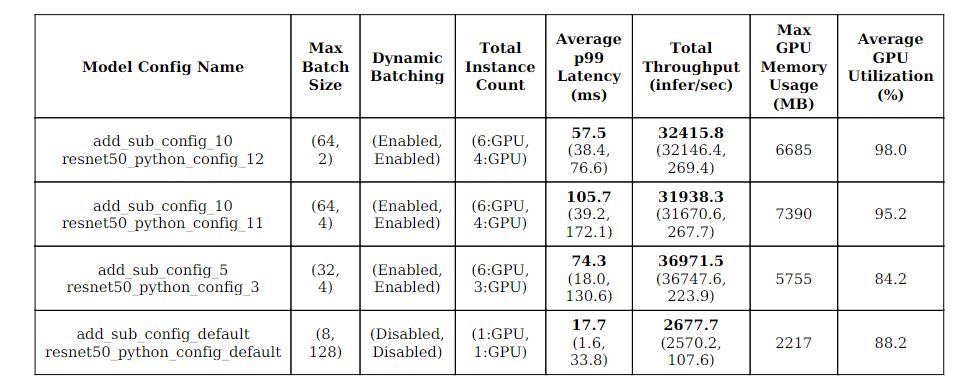 Model Config Name
Max
Batch
Size
Dynamic
Batching
Total
Instance
Count
Average
p99
Latency
(ms)
Total
Throughput
(infer/sec)
Max
GPU
Memory
Usage
(MB)
Average
GPU
Utilization
(%)
add_sub_config_10
resnet50_python_config_12
(64,
2)
(Enabled,
Enabled)
(6:GPU,
4:GPU)
57.5
(38.4,
76.6)
32415.8
(32146.4,
269.4)
6685
98.0
add_sub_config_10
resnet50_python_config_11
(64,
4)
(Enabled,
Enabled)
(6:GPU,
4:GPU)
105.7
(39.2,
172.1)
31938.3
(31670.6,
267.7)
7390
95.2
add_sub_config_5
resnet50_python_config_3
(32,
4)
(Enabled,
Enabled)
(6:GPU,
3:GPU)
74.3
(18.0,
130.6)
36971.5
(36747.6,
223.9)
5755
84.2
add_sub_config_default
resnet50_python_config_default
(8,
128)
(Disabled,
Disabled)
(1:GPU,
1:GPU)
17.7
(1.6,
33.8)
2677.7
(2570.2,
107.6)
2217
88.2